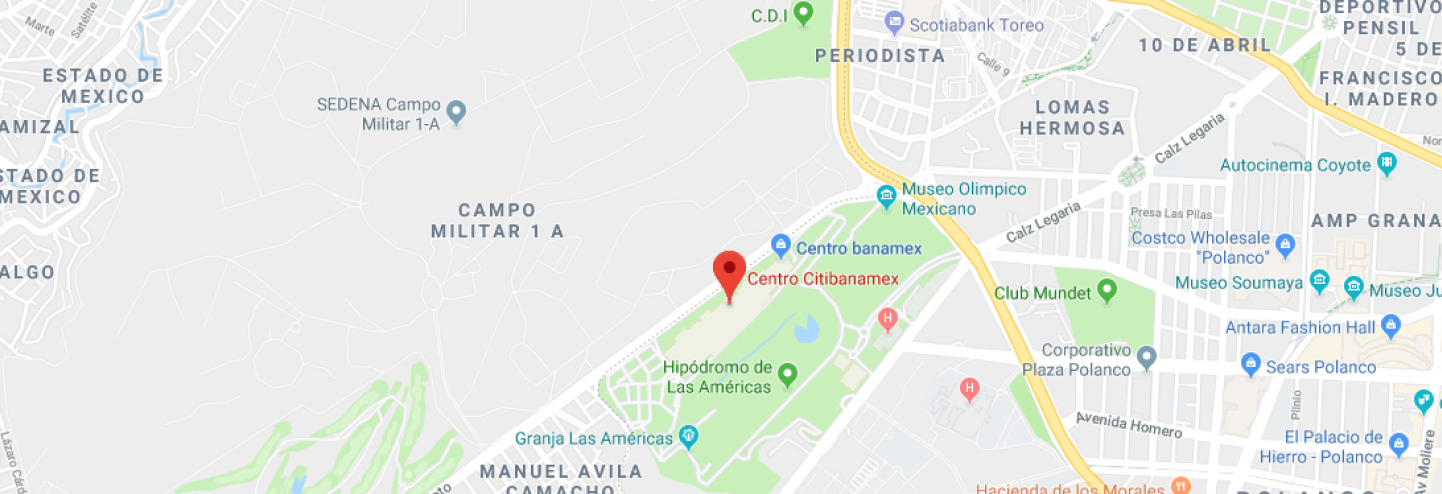 Marte
Satélite
ESTADO DE
MEXICO
AMIZAL
STADO DE
MEXICO
ALGO
SEDENA Campo
Militar 1-A
CAMPO
MILITAR 1 A
C.D.I
Scotiabank Toreo
PERIODISTA
Calle 9
10 DE ABRIL
DEPORTIVO
PENSIL
5 DE
FRANCISCO
I. MADERO
LOMAS
HERMOSA
Calz Legaria
Nor
Autocinema Coyote
Museo Olimpico
Mexicano
Calz Legaria
Presa Las Pilas
AMP GRANA
Centro banamex
Costco Wholesale
"Polanco"
Centro Citibanamex
Club Mundet
Museo Soumaya
Museo Ju
H
Antara Fashion Hall
Corporativo
Plaza Polanco
Sears Polanco
Hipódromo de
Las Américas
H
Plinio
Avenida Homero
Granja Las Américas
El Palacio de
Hierro - Polanco
Av Moliere
Lázaro Cárd
MANUEL AVILA
CAMACHO
Hacienda de los Morales
POLANCO